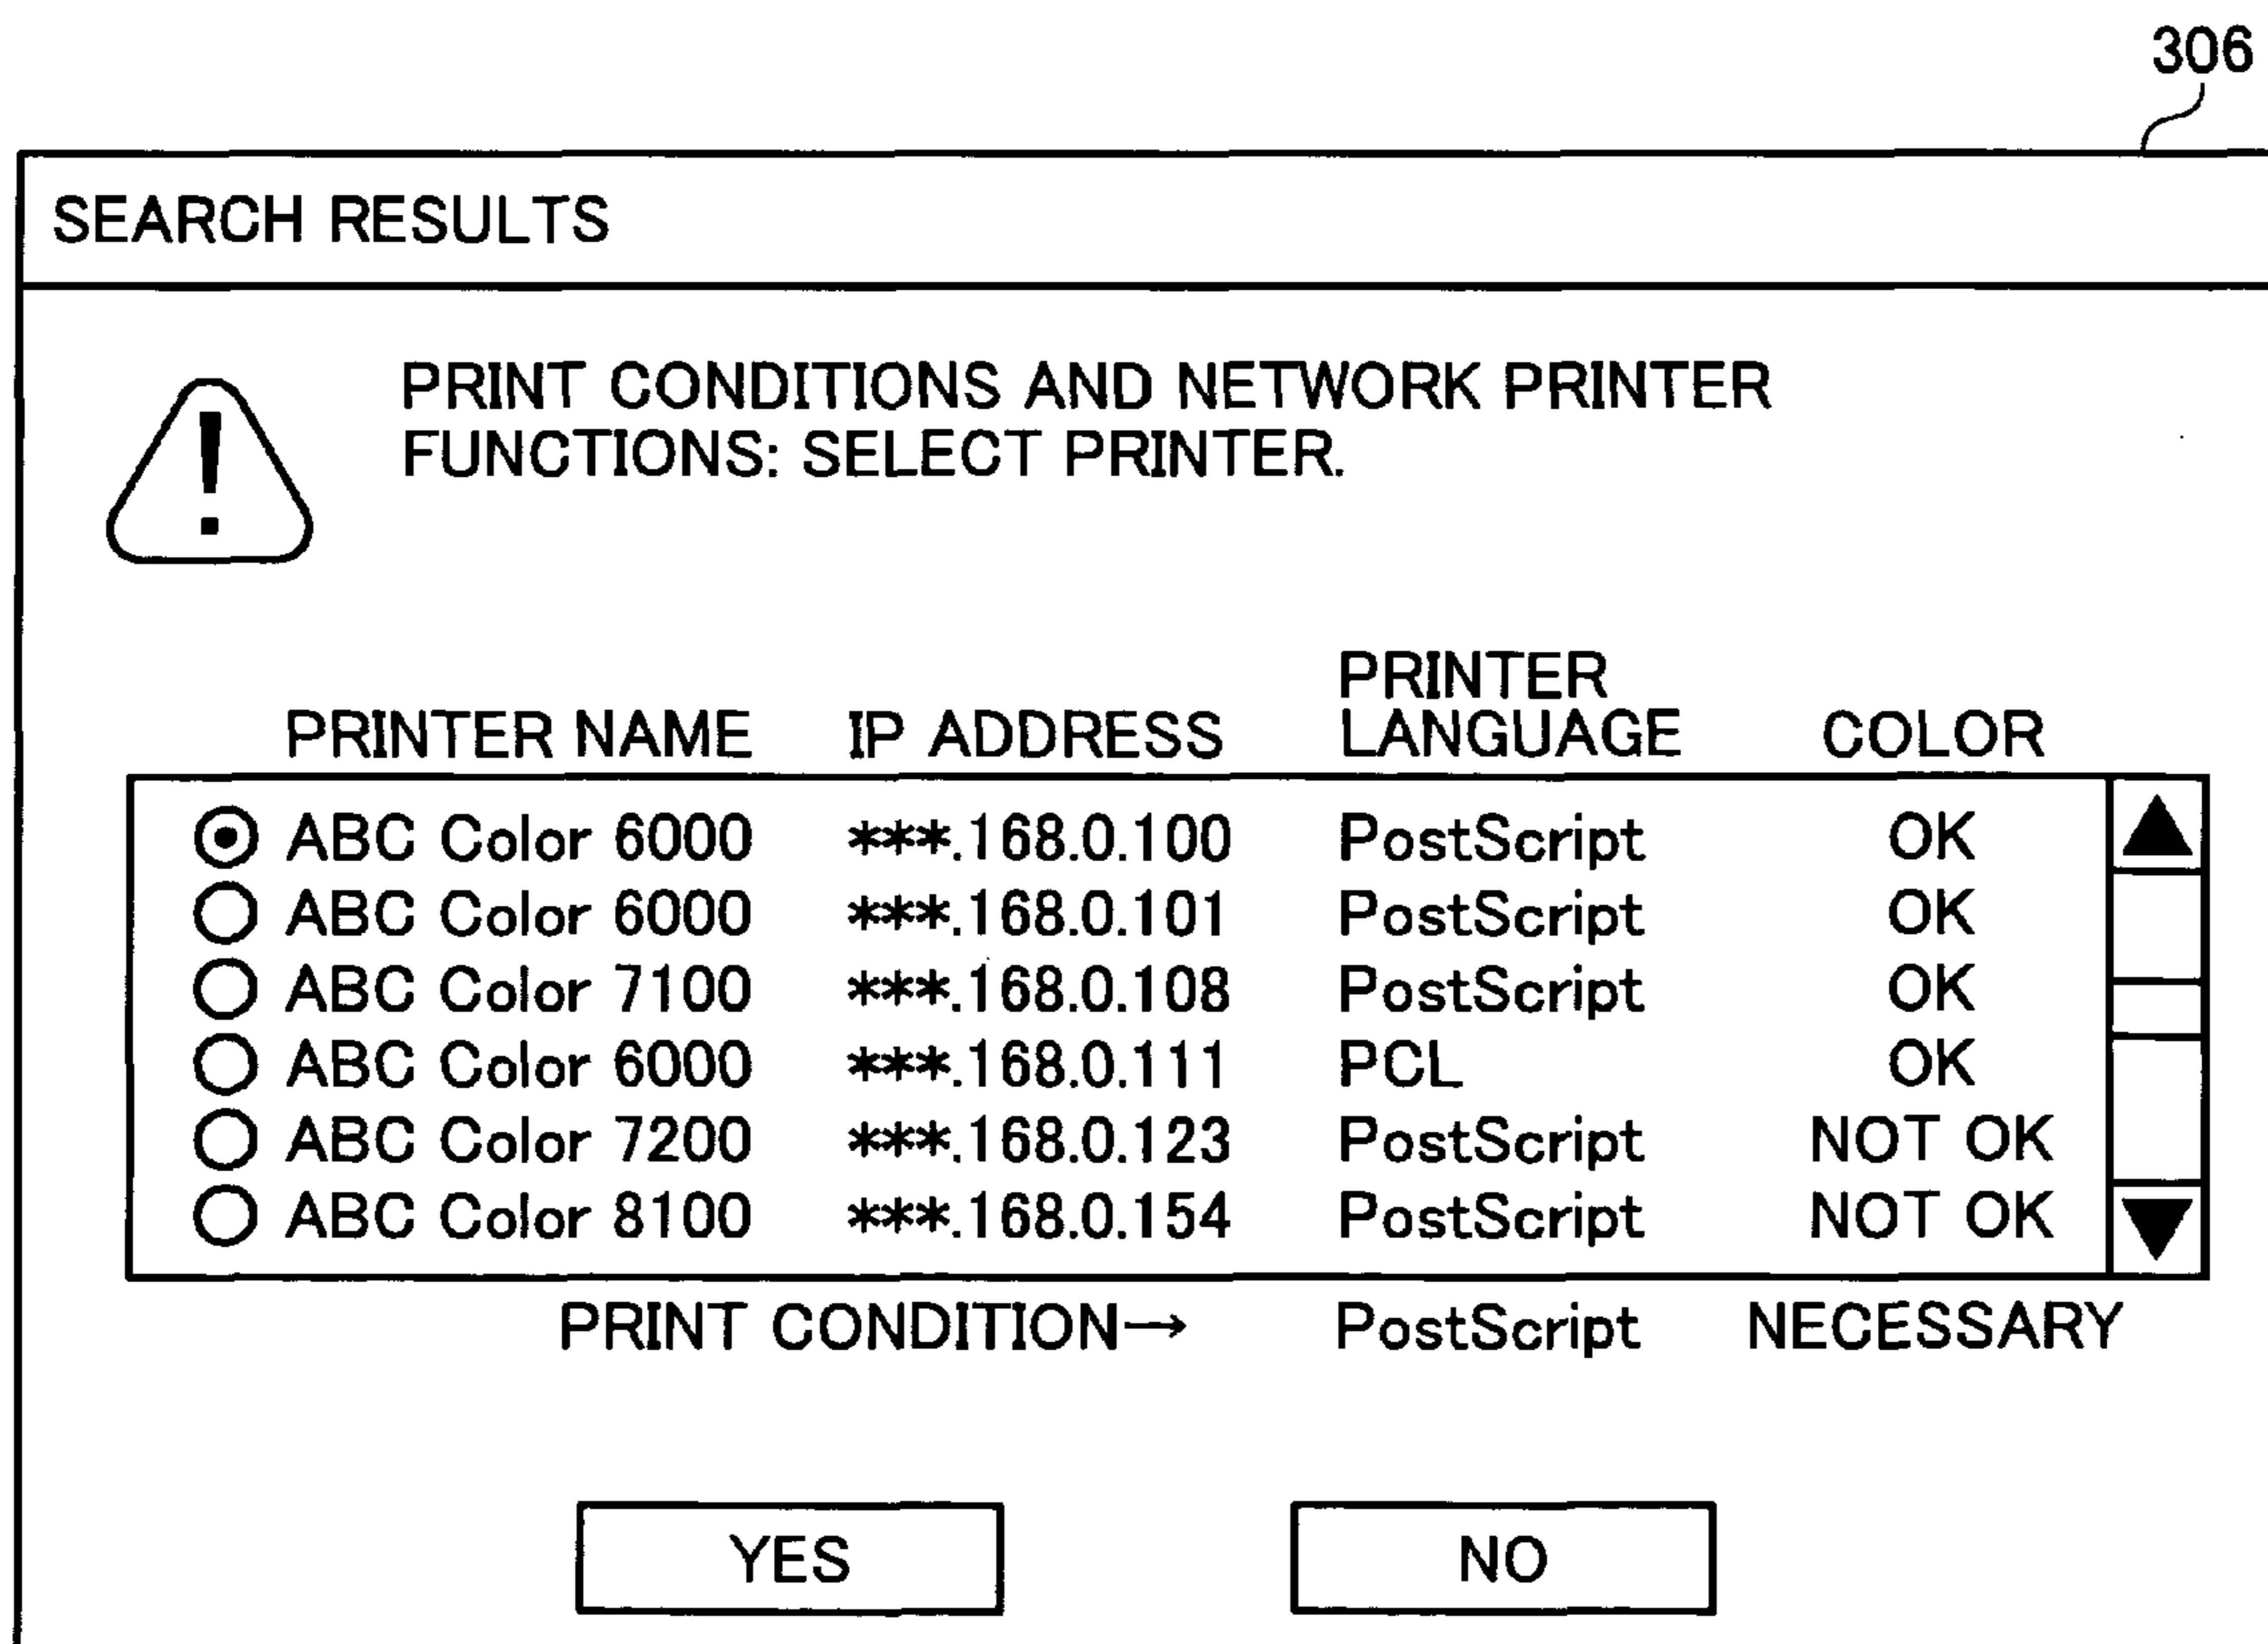 306
SEARCH RESULTS
!
PRINT CONDITIONS AND NETWORK PRINTER
FUNCTIONS: SELECT PRINTER.
PRINTER NAME IP ADDRESS PRINTER LANGUAGE COLOR
ABC Color 6000 ***.168.0.100 PostScript OK
ABC Color 6000 ***.168.0.101 PostScript OK
ABC Color 7100 ***.168.0.108 PostScript OK
ABC Color 6000 ***.168.0.111 PCL OK
ABC Color 7200 ***.168.0.123 PostScript NOT OK
ABC Color 8100 ***.168.0.154 PostScript NOT OK
PRINT CONDITION→ PostScript NECESSARY
YES NO